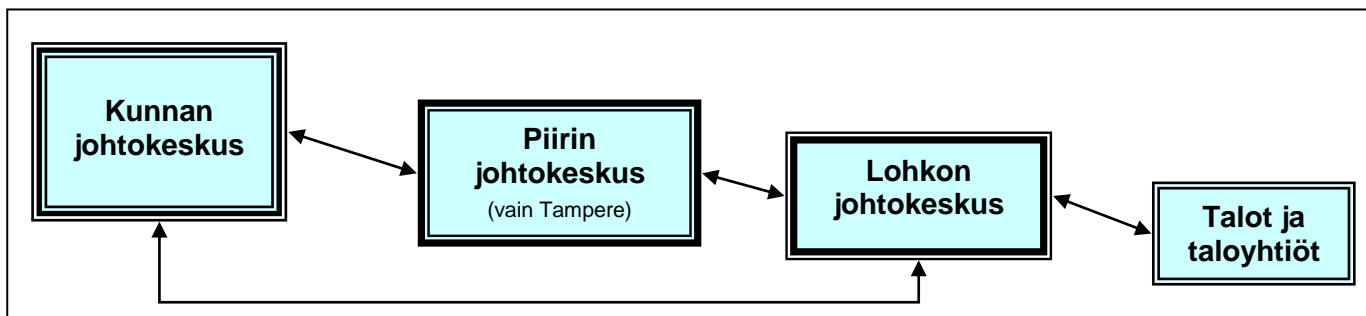 Kunnan
johtokeskus
Piirin
johtokeskus
(vain Tampere)
Lohkon
johtokeskus
Talot ja
taloyhtiöt